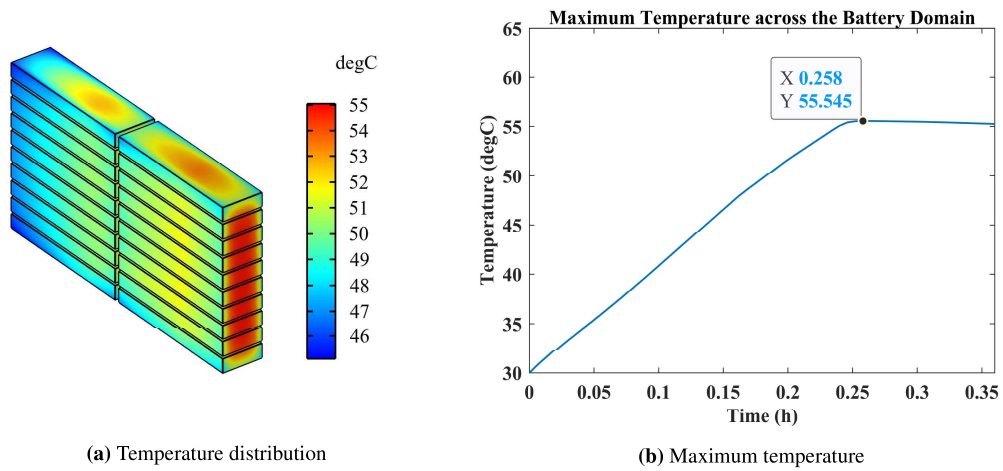 degC
55
54
53
52
51
50
49
48
47
46
(a) Temperature distribution
Maximum Temperature across the Battery Domain
Temperature (degC)
65
60
55
50
45
40
35
30
X 0.258
Y 55.545
0 0.05 0.1 0.15 0.2 0.25 0.3 0.35
Time (h)
(b) Maximum temperature